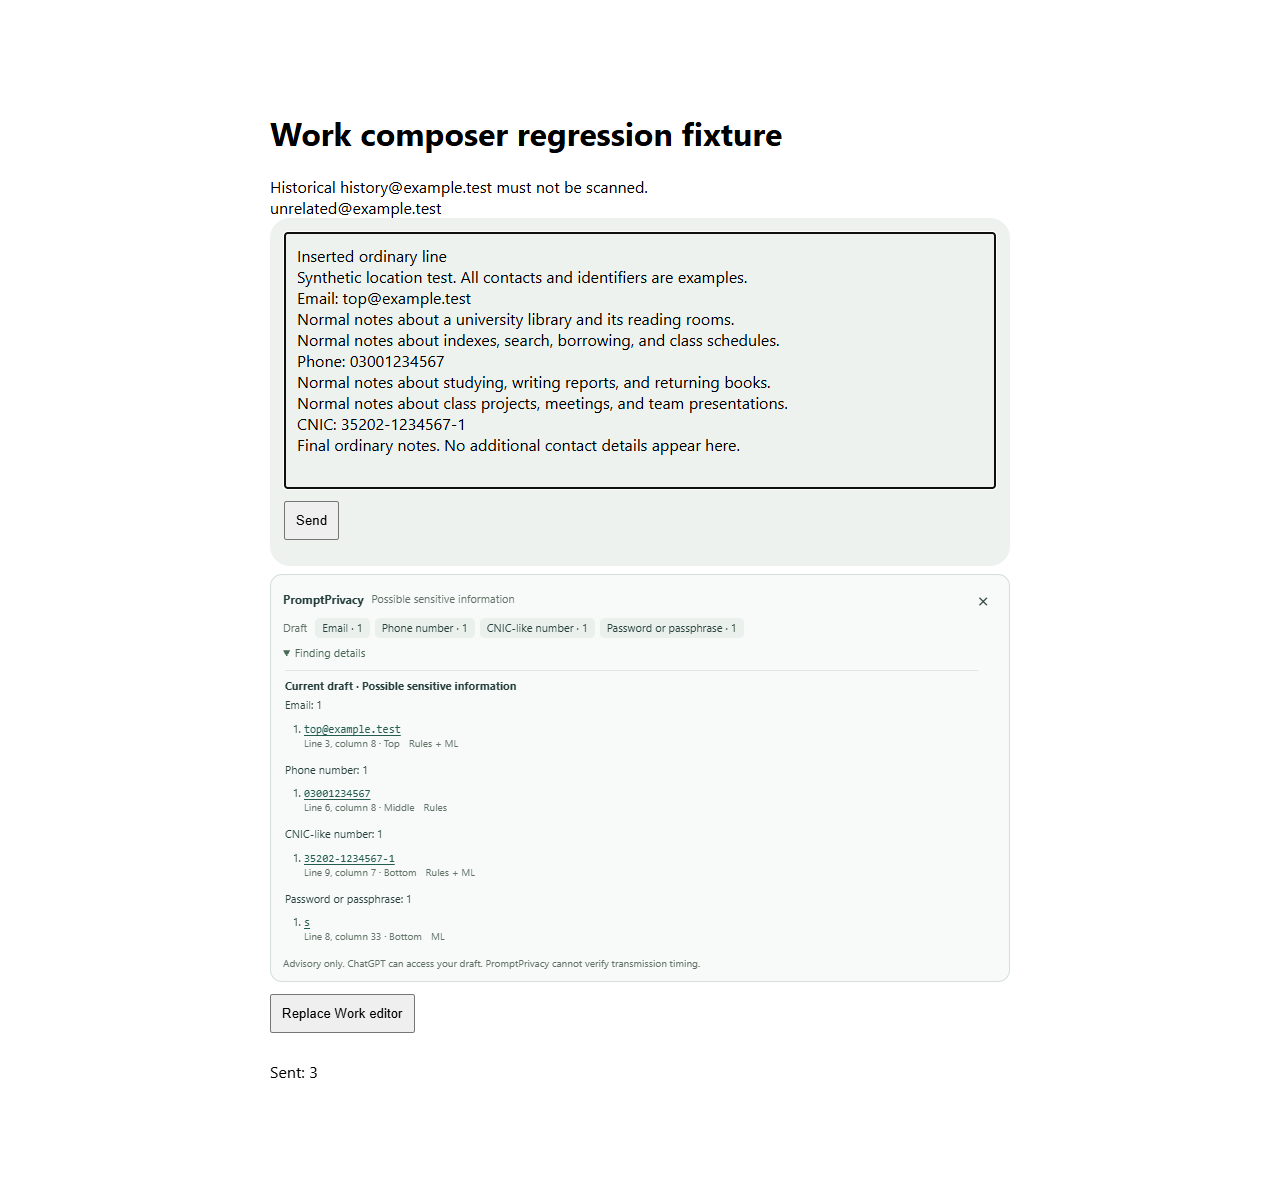 Work composer regression fixture
Historical history@example.test must not be scanned.
unrelated@example.test
Inserted ordinary line
Synthetic location test. All contacts and identifiers are examples.
Email: top@example.test
Normal notes about a university library and its reading rooms.
Normal notes about indexes, search, borrowing, and class schedules.
Phone: 03001234567
Normal notes about studying, writing reports, and returning books.
Normal notes about class projects, meetings, and team presentations.
CNIC: 35202-1234567-1
Final ordinary notes. No additional contact details appear here.
Send
PromptPrivacy Possible sensitive information ✕
Draft Email · 1 Phone number · 1 CNIC-like number · 1 Password or passphrase · 1
▼ Finding details
Current draft · Possible sensitive information
Email: 1
1. top@example.test
Line 3, column 8 · Top Rules + ML
Phone number: 1
1. 03001234567
Line 6, column 8 · Middle Rules
CNIC-like number: 1
1. 35202-1234567-1
Line 9, column 7 · Bottom Rules + ML
Password or passphrase: 1
1. s
Line 8, column 33 · Bottom ML
Advisory only. ChatGPT can access your draft. PromptPrivacy cannot verify transmission timing.
Replace Work editor
Sent: 3